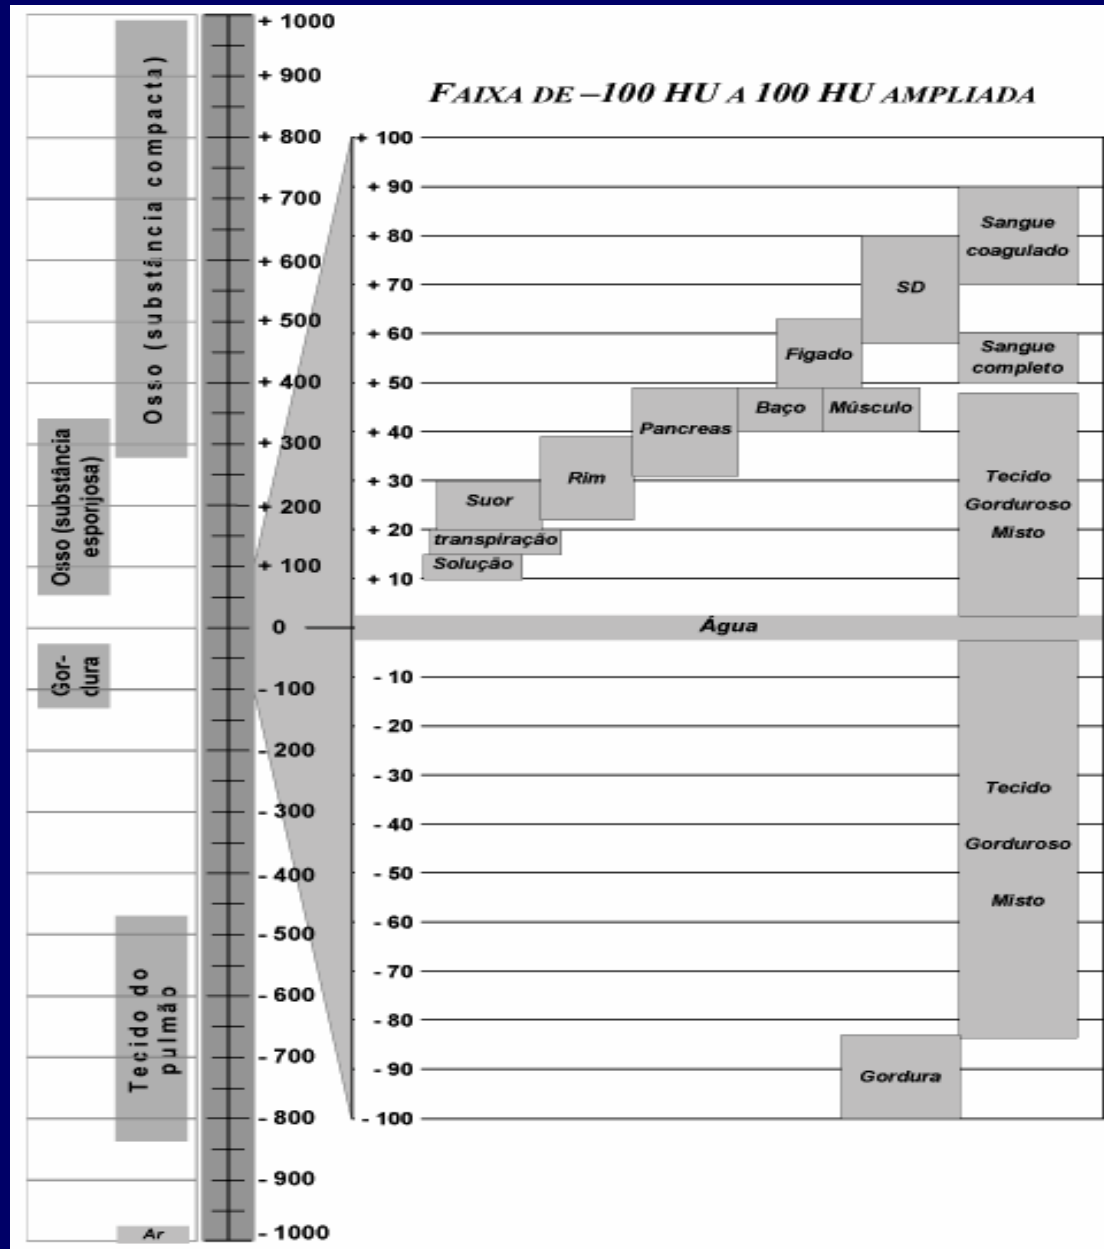 FAIXA DE –100 HU A 100 HU AMPLIADA
Osso (substância compacta)
Osso (substância
esponjosa)
Gor-
dura
Tecido do
pulmão
Ar
+ 1000
+ 900
+ 800
+ 700
+ 600
+ 500
+ 400
+ 300
+ 200
+ 100
0
- 100
- 200
- 300
- 400
- 500
- 600
- 700
- 800
- 900
- 1000
+ 100
+ 90
+ 80
+ 70
+ 60
+ 50
+ 40
+ 30
+ 20
+ 10
- 10
- 20
- 30
- 40
- 50
- 60
- 70
- 80
- 90
- 100
Sangue
coagulado
SD
Sangue
completo
Figado
Baço
Músculo
Pancreas
Rim
Suor
transpiração
Solução
Tecido
Gorduroso
Misto
Água
Tecido
Gorduroso
Misto
Gordura